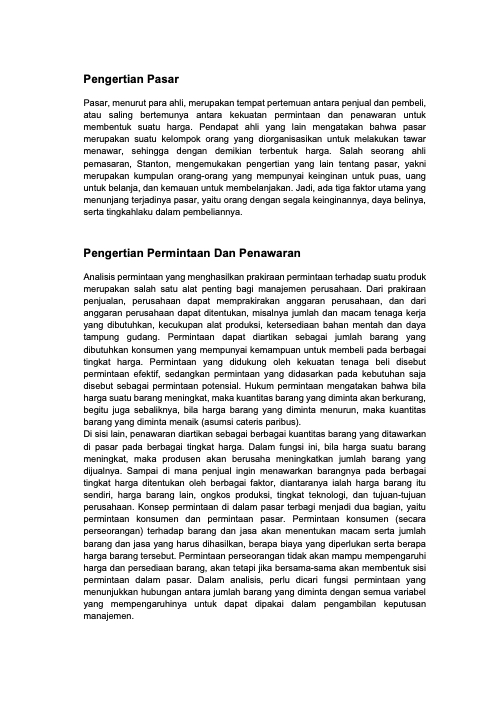 Pengertian Pasar
Pasar, menurut para ahli, merupakan tempat pertemuan antara penjual dan pembeli,
atau saling bertemunya antara kekuatan permintaan dan penawaran untuk
membentuk suatu harga. Pendapat ahli yang lain mengatakan bahwa pasar
merupakan suatu kelompok orang yang diorganisasikan untuk melakukan tawar
menawar, sehingga dengan demikian terbentuk harga. Salah seorang ahli
pemasaran, Stanton, mengemukakan pengertian yang lain tentang pasar, yakni
merupakan kumpulan orang-orang yang mempunyai keinginan untuk puas, uang
untuk belanja, dan kemauan untuk membelanjakan. Jadi, ada tiga faktor utama yang
menunjang terjadinya pasar, yaitu orang dengan segala keinginannya, daya belinya,
serta tingkahlaku dalam pembeliannya.
Pengertian Permintaan Dan Penawaran
Analisis permintaan yang menghasilkan prakiraan permintaan terhadap suatu produk
merupakan salah satu alat penting bagi manajemen perusahaan. Dari prakiraan
penjualan, perusahaan dapat memprakirakan anggaran perusahaan, dan dari
anggaran perusahaan dapat ditentukan, misalnya jumlah dan macam tenaga kerja
yang dibutuhkan, kecukupan alat produksi, ketersediaan bahan mentah dan daya
tampung gudang. Permintaan dapat diartikan sebagai jumlah barang yang
dibutuhkan konsumen yang mempunyai kemampuan untuk membeli pada berbagai
tingkat harga. Permintaan yang didukung oleh kekuatan tenaga beli disebut
permintaan efektif, sedangkan permintaan yang didasarkan pada kebutuhan saja
disebut sebagai permintaan potensial. Hukum permintaan mengatakan bahwa bila
harga suatu barang meningkat, maka kuantitas barang yang diminta akan berkurang,
begitu juga sebaliknya, bila harga barang yang diminta menurun, maka kuantitas
barang yang diminta menaik (asumsi cateris paribus).
Di sisi lain, penawaran diartikan sebagai berbagai kuantitas barang yang ditawarkan
di pasar pada berbagai tingkat harga. Dalam fungsi ini, bila harga suatu barang
meningkat, maka produsen akan berusaha meningkatkan jumlah barang yang
dijualnya. Sampai di mana penjual ingin menawarkan barangnya pada berbagai
tingkat harga ditentukan oleh berbagai faktor, diantaranya ialah harga barang itu
sendiri, harga barang lain, ongkos produksi, tingkat teknologi, dan tujuan-tujuan
perusahaan. Konsep permintaan di dalam pasar terbagi menjadi dua bagian, yaitu
permintaan konsumen dan permintaan pasar. Permintaan konsumen (secara
perseorangan) terhadap barang dan jasa akan menentukan macam serta jumlah
barang dan jasa yang harus dihasilkan, berapa biaya yang diperlukan serta berapa
harga barang tersebut. Permintaan perseorangan tidak akan mampu mempengaruhi
harga dan persediaan barang, akan tetapi jika bersama-sama akan membentuk sisi
permintaan dalam pasar. Dalam analisis, perlu dicari fungsi permintaan yang
menunjukkan hubungan antara jumlah barang yang diminta dengan semua variabel
yang mempengaruhinya untuk dapat dipakai dalam pengambilan keputusan
manajemen.